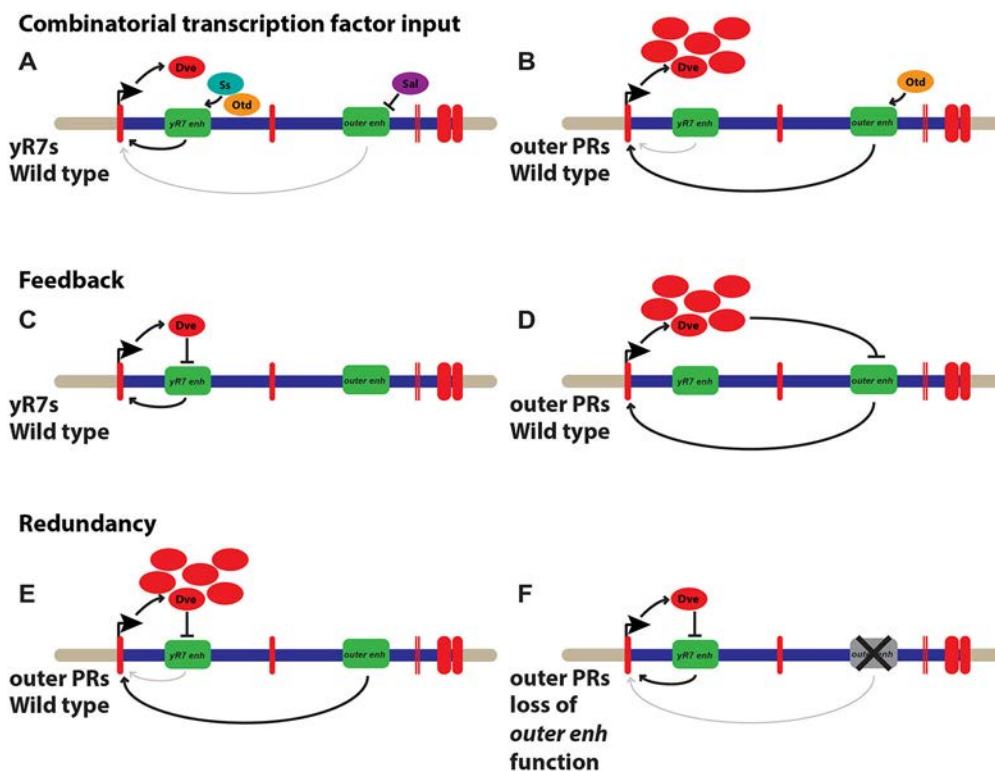 Combinatorial transcription factor input
A
Dve
Ss
Otd
Sal
yR7 enh
outer enh
yR7s
Wild type
B
Dve
Otd
yR7 enh
outer enh
outer PRs
Wild type
Feedback
C
Dve
yR7 enh
outer enh
yR7s
Wild type
D
Dve
yR7 enh
outer enh
outer PRs
Wild type
Redundancy
E
Dve
yR7 enh
outer enh
outer PRs
Wild type
F
Dve
yR7 enh
outer enh
outer PRs
loss of
outer enh
function